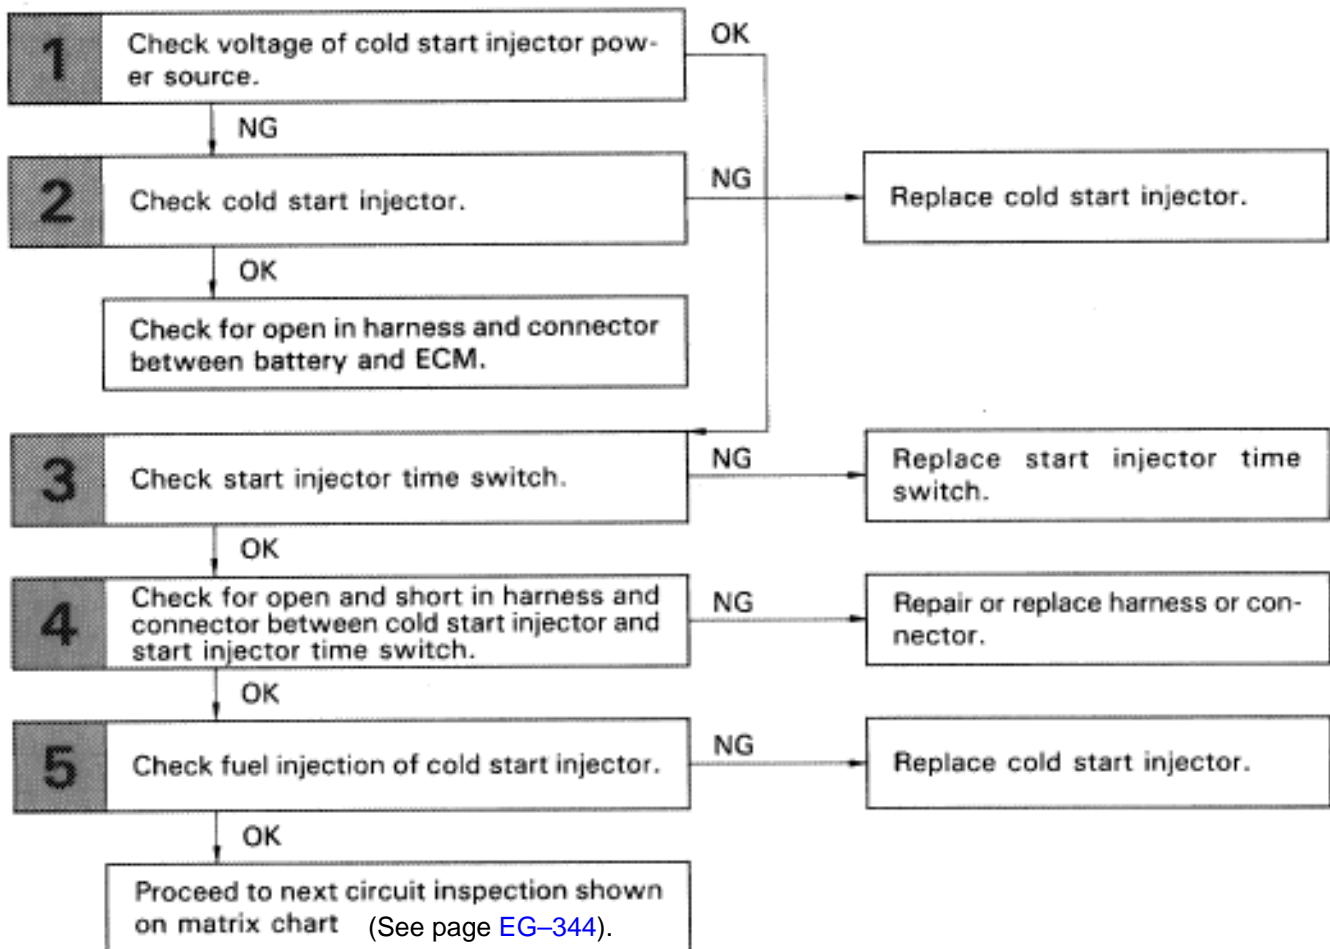 1
Check voltage of cold start injector pow-
er source.
OK
NG
2
Check cold start injector.
NG
Replace cold start injector.
OK
Check for open in harness and connector
between battery and ECM.
3
Check start injector time switch.
NG
Replace start injector time
switch.
OK
4
Check for open and short in harness and
connector between cold start injector and
start injector time switch.
NG
Repair or replace harness or con-
nector.
OK
5
Check fuel injection of cold start injector.
NG
Replace cold start injector.
OK
Proceed to next circuit inspection shown
on matrix chart (See page EG–344).